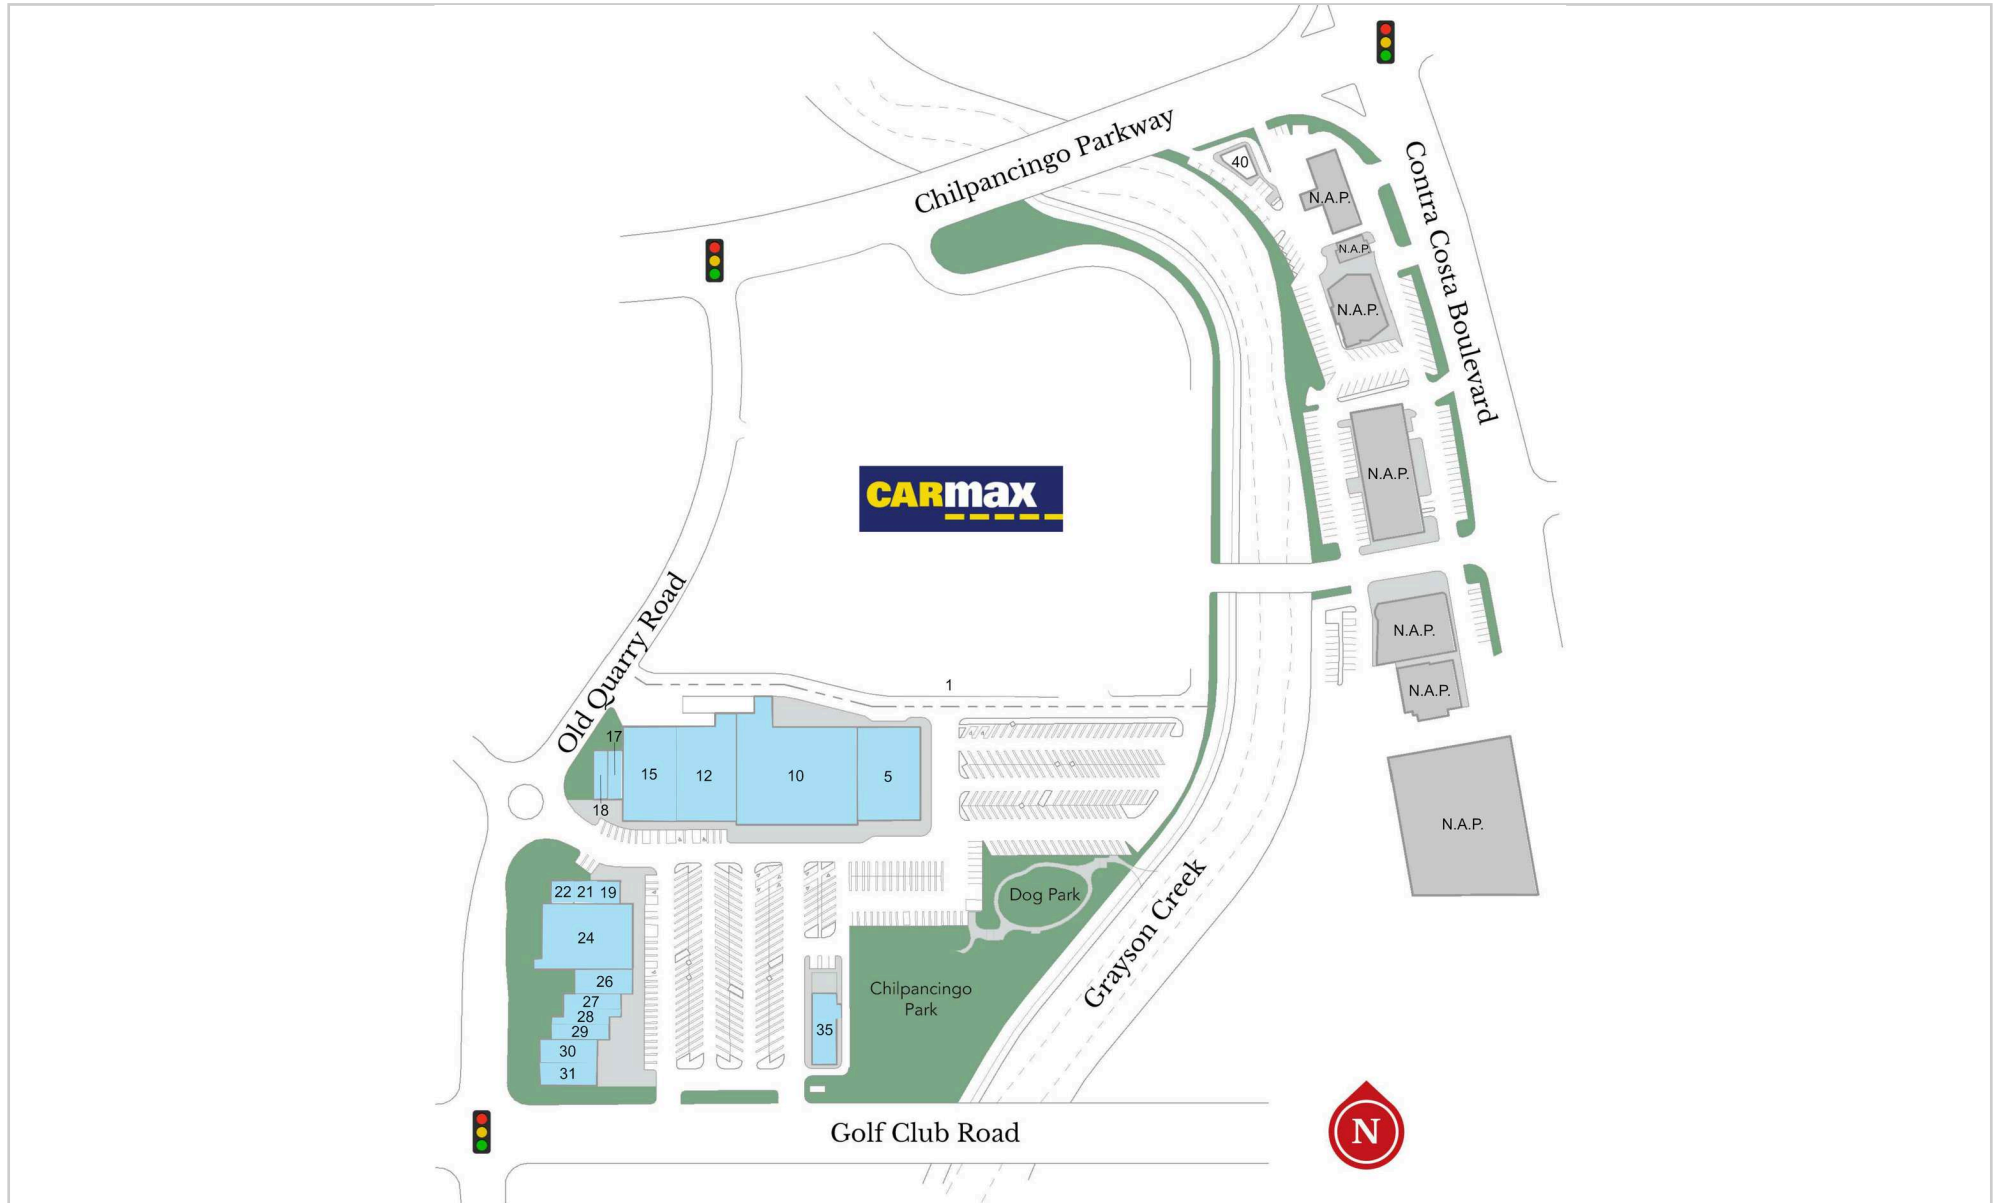 Chilpancingo Parkway
40
N.A.P.
Contra Costa Boulevard
N.A.P.
N.A.P.
N.A.P.
CARMAX
N.A.P.
Old Quarry Road
1
N.A.P.
17
15
12
10
5
18
N.A.P.
22
21
19
Dog Park
24
Grayson Creek
26
Chilpancingo
Park
27
28
29
35
30
31
Golf Club Road
N